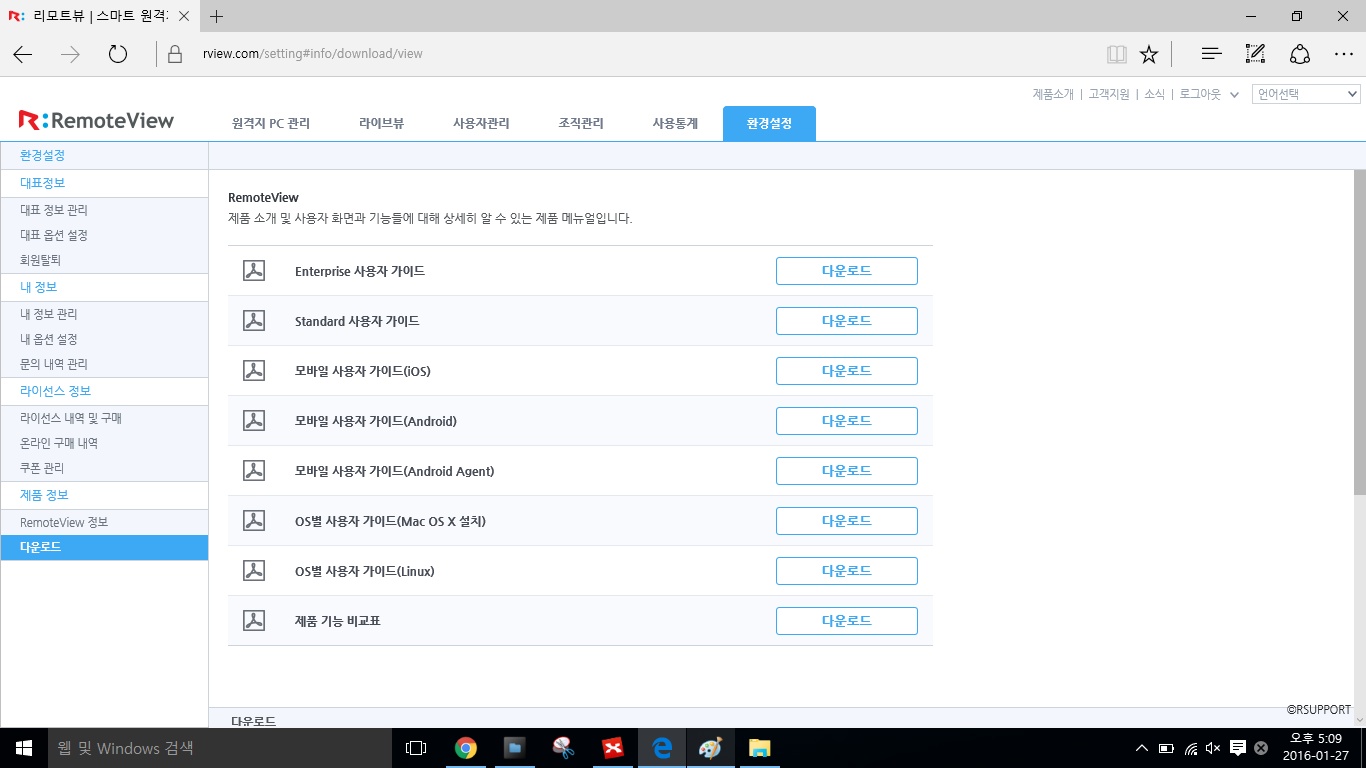 리모트뷰 | 스마트 원격
rview.com/setting#info/download/view
제품소개 | 고객지원 | 소식 | 로그아웃
언어선택
RemoteView
원격지 PC 관리
라이브뷰
사용자관리
조직관리
사용통계
환경설정
환경설정
대표정보
대표 정보 관리
대표 옵션 설정
회원탈퇴
내 정보
내 정보 관리
내 옵션 설정
문의 내역 관리
라이선스 정보
라이선스 내역 및 구매
온라인 구매 내역
쿠폰 관리
제품 정보
RemoteView 정보
다운로드
RemoteView
제품 소개 및 사용자 화면과 기능들에 대해 상세히 알 수 있는 제품 메뉴얼입니다.
Enterprise 사용자 가이드 다운로드
Standard 사용자 가이드 다운로드
모바일 사용자 가이드(iOS) 다운로드
모바일 사용자 가이드(Android) 다운로드
모바일 사용자 가이드(Android Agent) 다운로드
OS별 사용자 가이드(Mac OS X 설치) 다운로드
OS별 사용자 가이드(Linux) 다운로드
제품 기능 비교표 다운로드
©RSUPPORT
다운로드
웹 및 Windows 검색
오후 5:09
2016-01-27